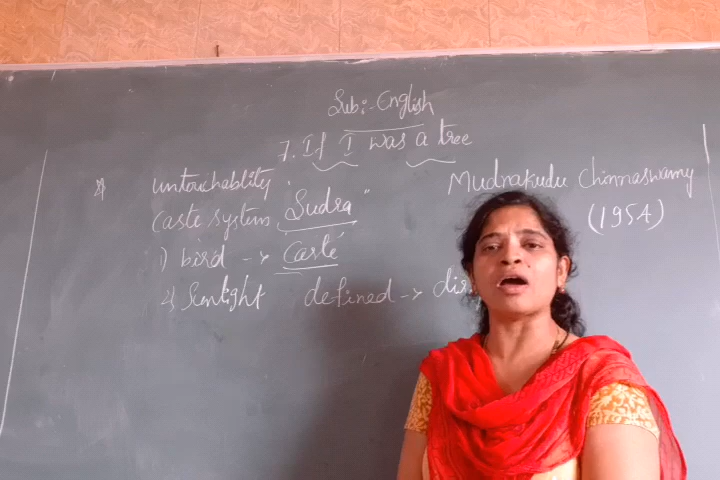 Sub:- English
7. If I was a tree
Mudnakudu Chinnaswamy
(1954)
untouchablity
Caste system, "Sudra"
1) bird -> Caste
2) Sunlight defined -> dis